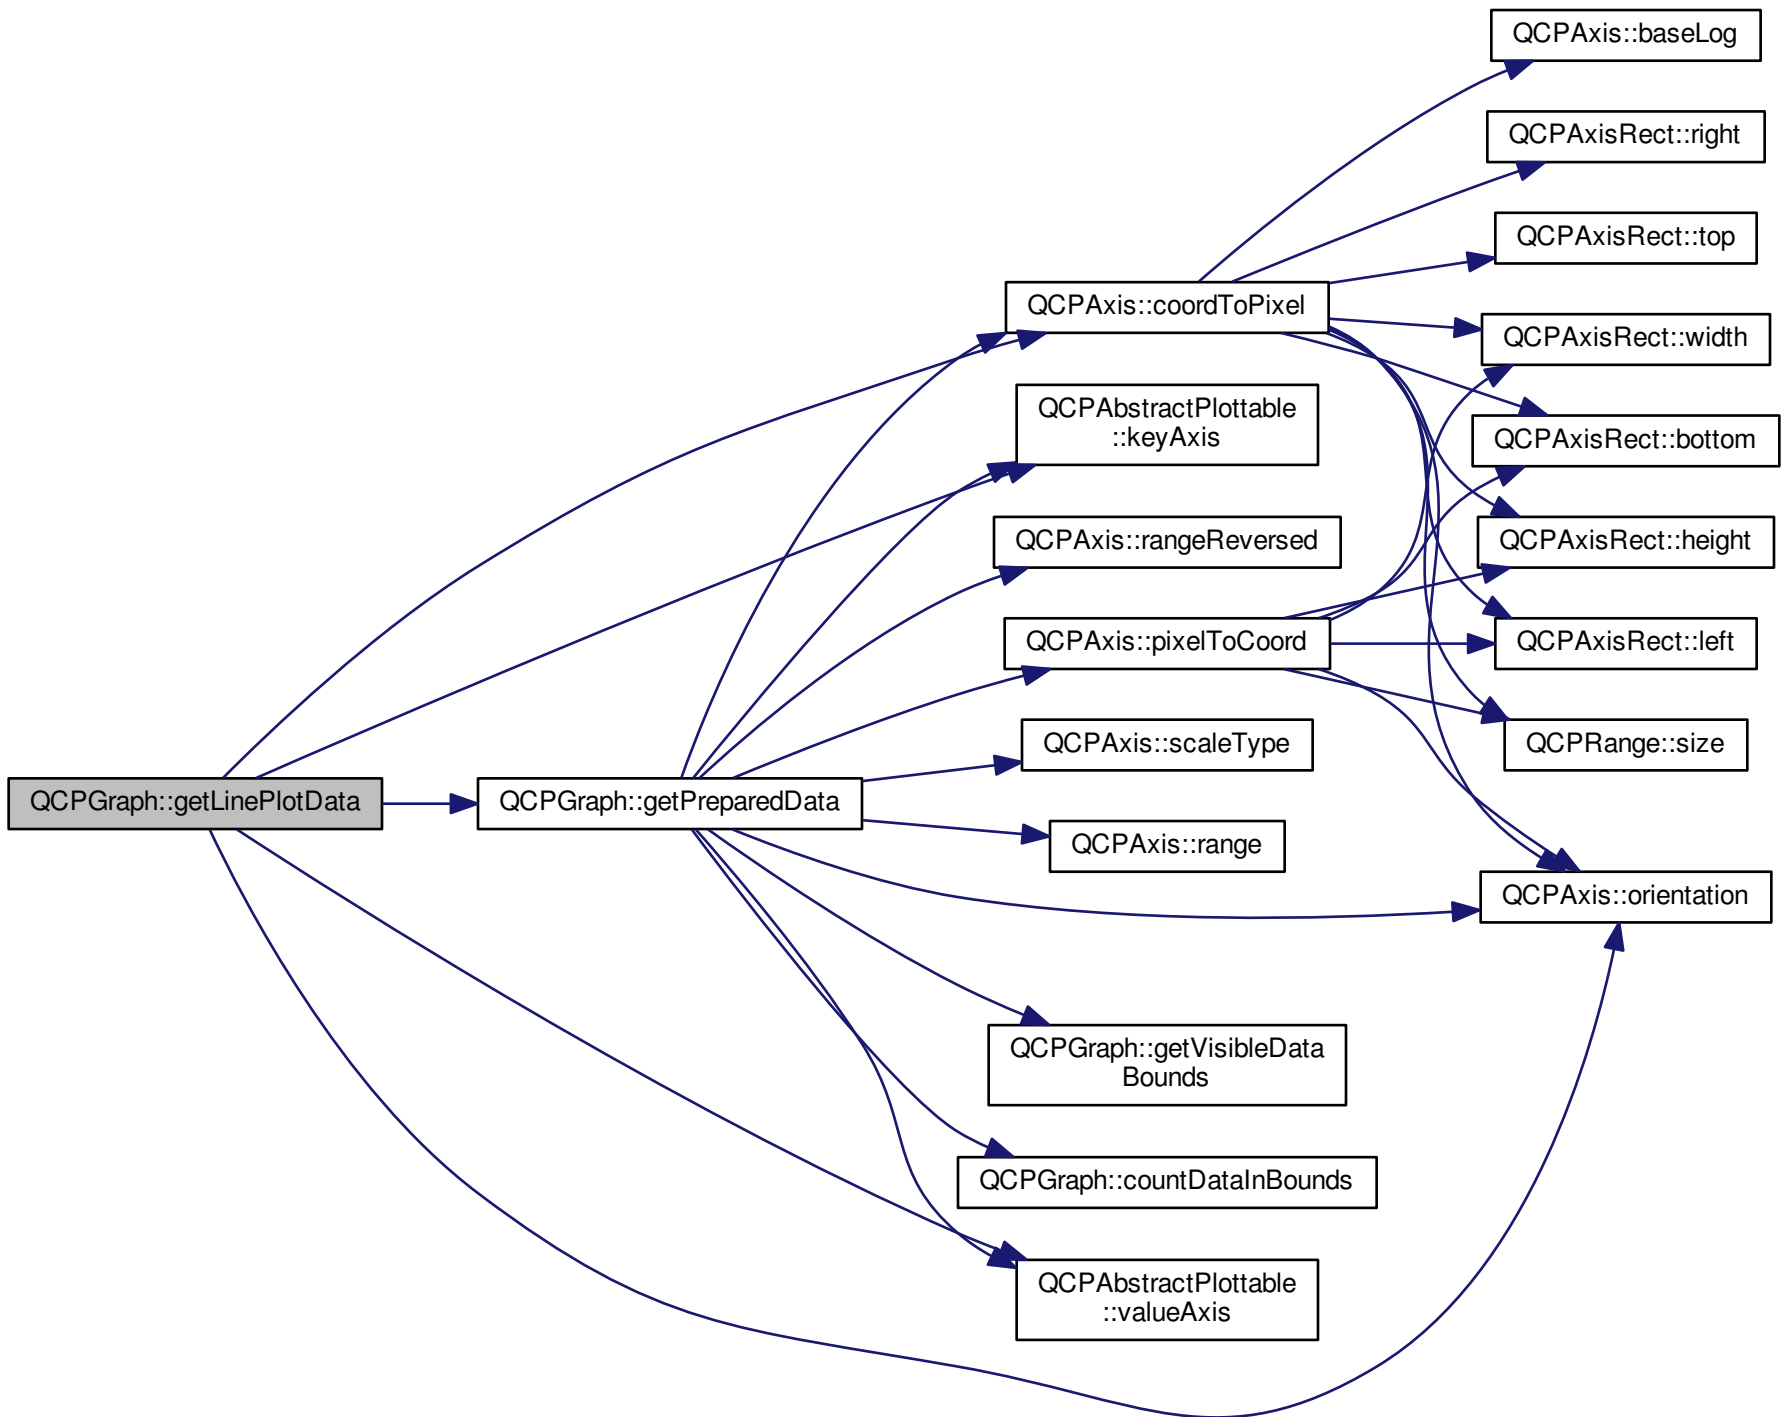 QCPAxis::baseLog
QCPAxisRect::right
QCPAxisRect::top
QCPAxis::coordToPixel
QCPAxisRect::width
QCPAbstractPlottable
::keyAxis
QCPAxisRect::bottom
QCPAxis::rangeReversed
QCPAxisRect::height
QCPAxis::pixelToCoord
QCPAxisRect::left
QCPAxis::scaleType
QCPRange::size
QCPGraph::getLinePlotData
QCPGraph::getPreparedData
QCPAxis::range
QCPAxis::orientation
QCPGraph::getVisibleData
Bounds
QCPGraph::countDataInBounds
QCPAbstractPlottable
::valueAxis